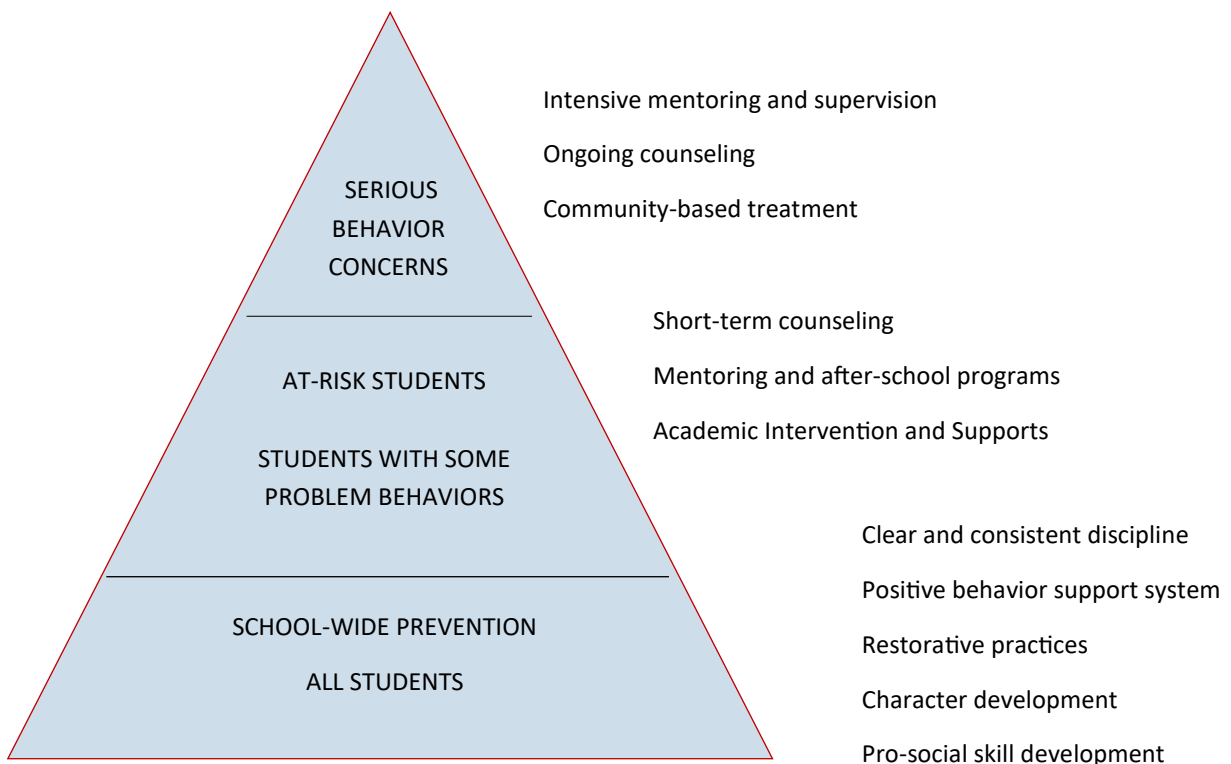 Intensive mentoring and supervision
Ongoing counseling
Community-based treatment
SERIOUS
BEHAVIOR
CONCERNS
Short-term counseling
Mentoring and after-school programs
Academic Intervention and Supports
AT-RISK STUDENTS
STUDENTS WITH SOME
PROBLEM BEHAVIORS
Clear and consistent discipline
Positive behavior support system
Restorative practices
Character development
Pro-social skill development
SCHOOL-WIDE PREVENTION
ALL STUDENTS